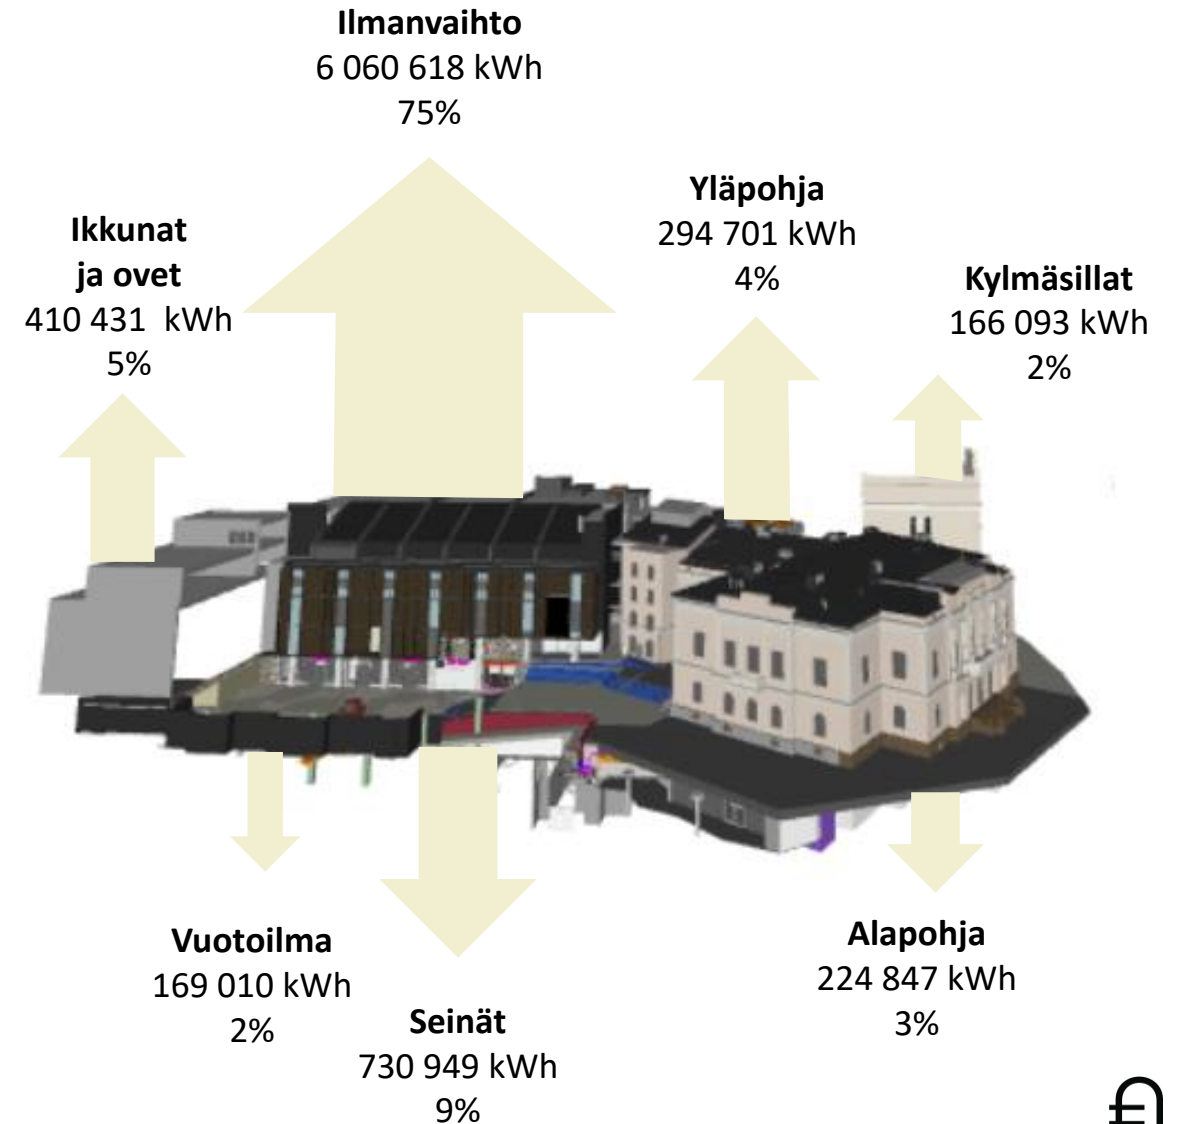 Ilmanvaihto
6 060 618 kWh
75%
Yläpohja
294 701 kWh
4%
Ikkunat
ja ovet
410 431 kWh
5%
Kylmäsillat
166 093 kWh
2%
Vuotoilma
169 010 kWh
2%
Seinät
730 949 kWh
9%
Alapohja
224 847 kWh
3%